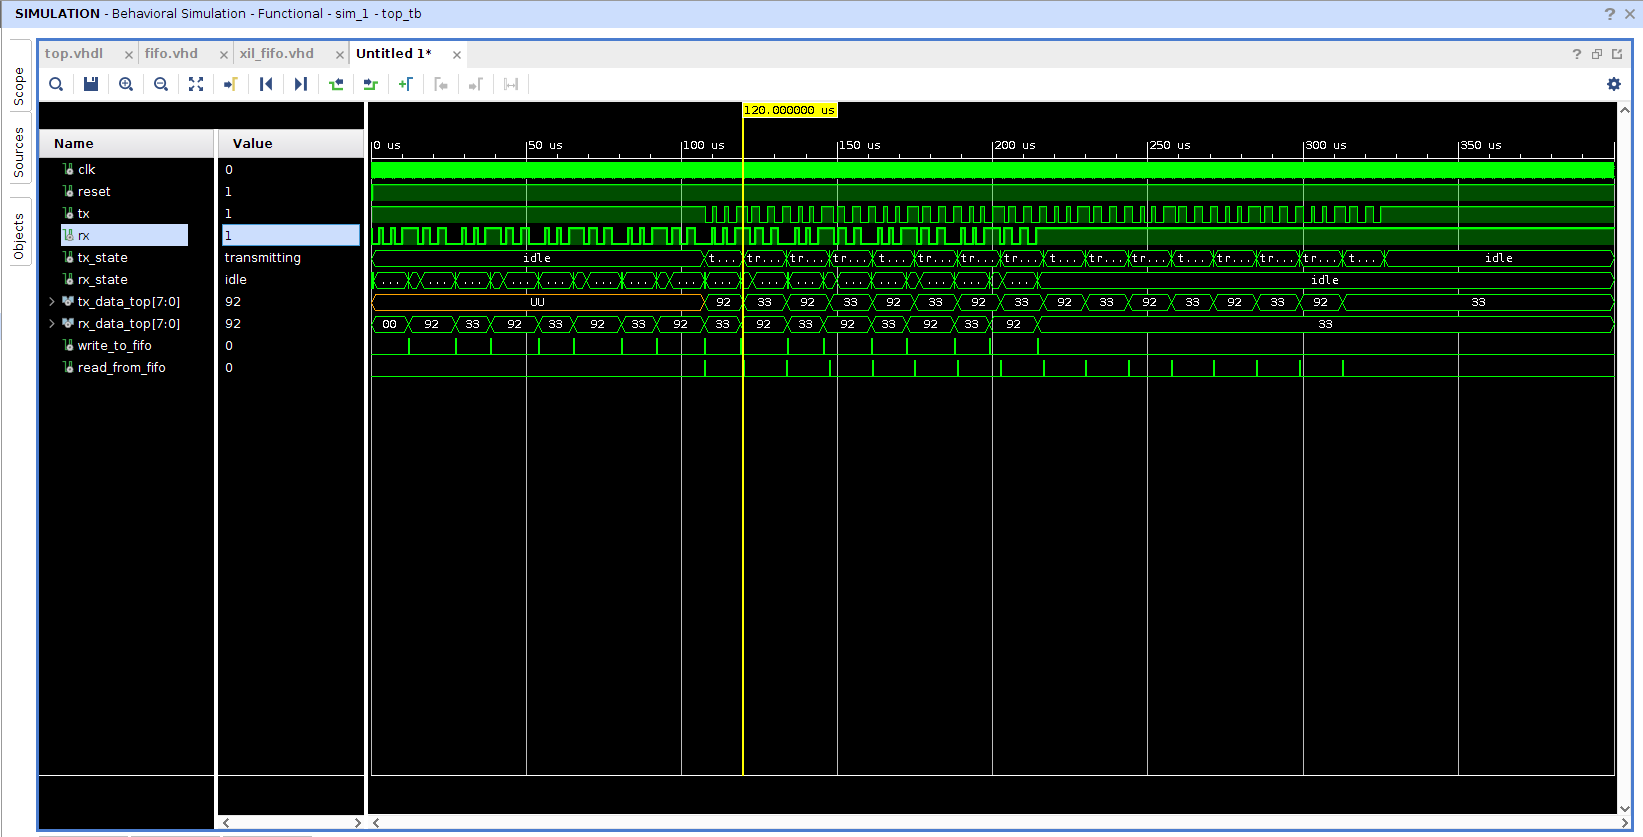 SIMULATION - Behavioral Simulation - Functional - sim_1 - top_tb
? ×
Scope
Sources
Objects
top.vhdl × fifo.vhd × xil_fifo.vhd × Untitled 1* ×
?
120.000000 us
Name Value
0 us 50 us 100 us 150 us 200 us 250 us 300 us 350 us
clk 0
reset 1
tx 1
rx 1
tx_state transmitting idle t... tr... tr... tr... t... tr... tr... tr... t... tr... tr... t... tr... tr... tr... t... idle
rx_state idle ... ... ... ... ... ... ... ... ... ... ... ... ... ... ... ... idle
tx_data_top[7:0] 92 UU 92 33 92 33 92 33 92 33 92 33 92 33 92 33 92 33
rx_data_top[7:0] 92 00 92 33 92 33 92 33 92 33 92 33 92 33 92 33 92 33
write_to_fifo 0
read_from_fifo 0